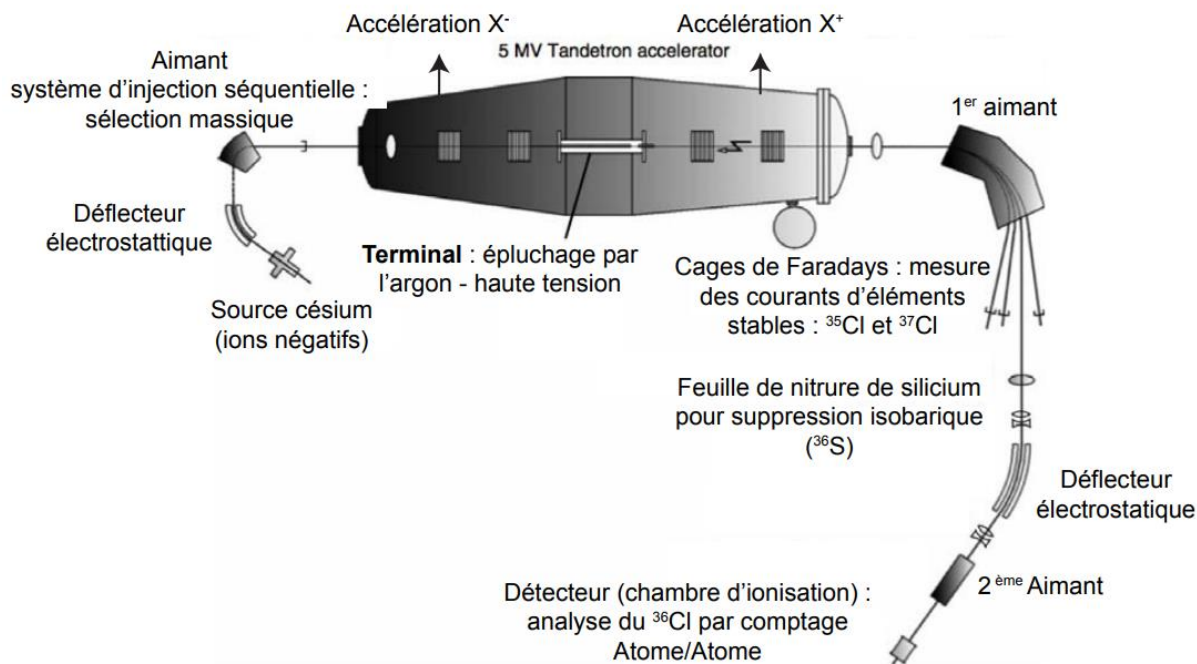 Accélération X⁻
Accélération X⁺
5 MV Tandetron accelerator
Aimant
système d'injection séquentielle :
sélection massique
1er aimant
Déflecteur
électrostattique
Terminal : épluchage par
l'argon - haute tension
Source césium
(ions négatifs)
Cages de Faradays : mesure
des courants d'éléments
stables : ³⁵Cl et ³⁷Cl
Feuille de nitrure de silicium
pour suppression isobarique
(³⁶S)
Déflecteur
électrostatique
2ème Aimant
Détecteur (chambre d'ionisation) :
analyse du ³⁶Cl par comptage
Atome/Atome